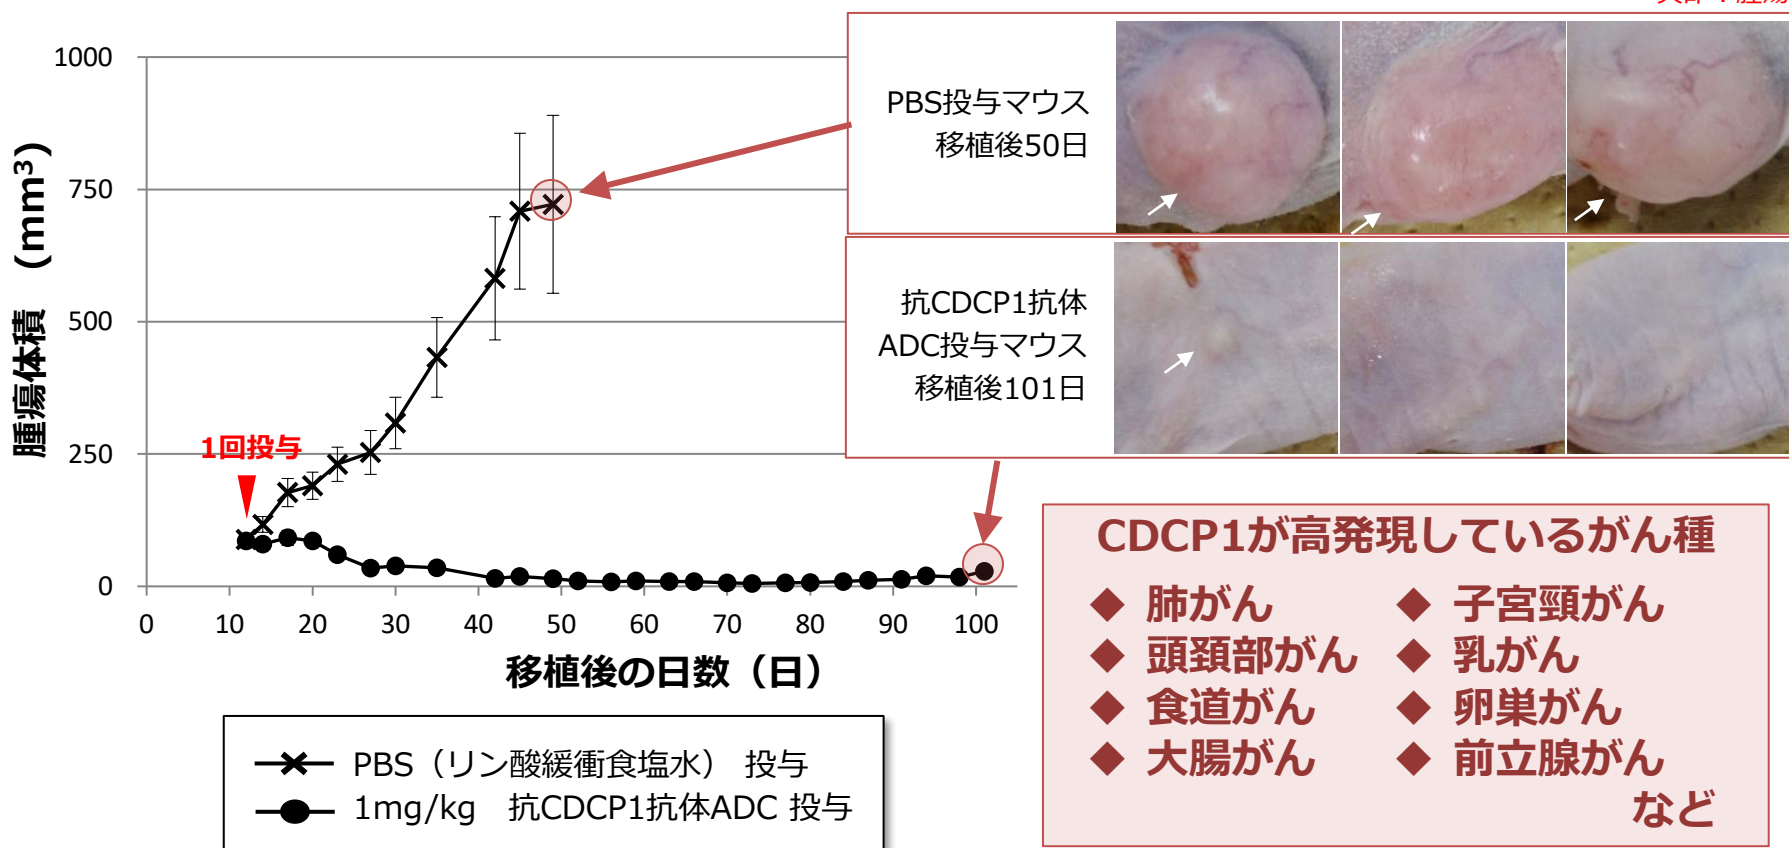 1000
750
500
250
0
腫瘍体積 (mm³)
1回投与
0 10 20 30 40 50 60 70 80 90 100
移植後の日数（日）
PBS投与マウス
移植後50日
抗CDCP1抗体
ADC投与マウス
移植後101日
PBS（リン酸緩衝食塩水） 投与
1mg/kg 抗CDCP1抗体ADC 投与
CDCP1が高発現しているがん種
◆ 肺がん ◆ 子宮頸がん
◆ 頭頚部がん ◆ 乳がん
◆ 食道がん ◆ 卵巣がん
◆ 大腸がん ◆ 前立腺がん
など